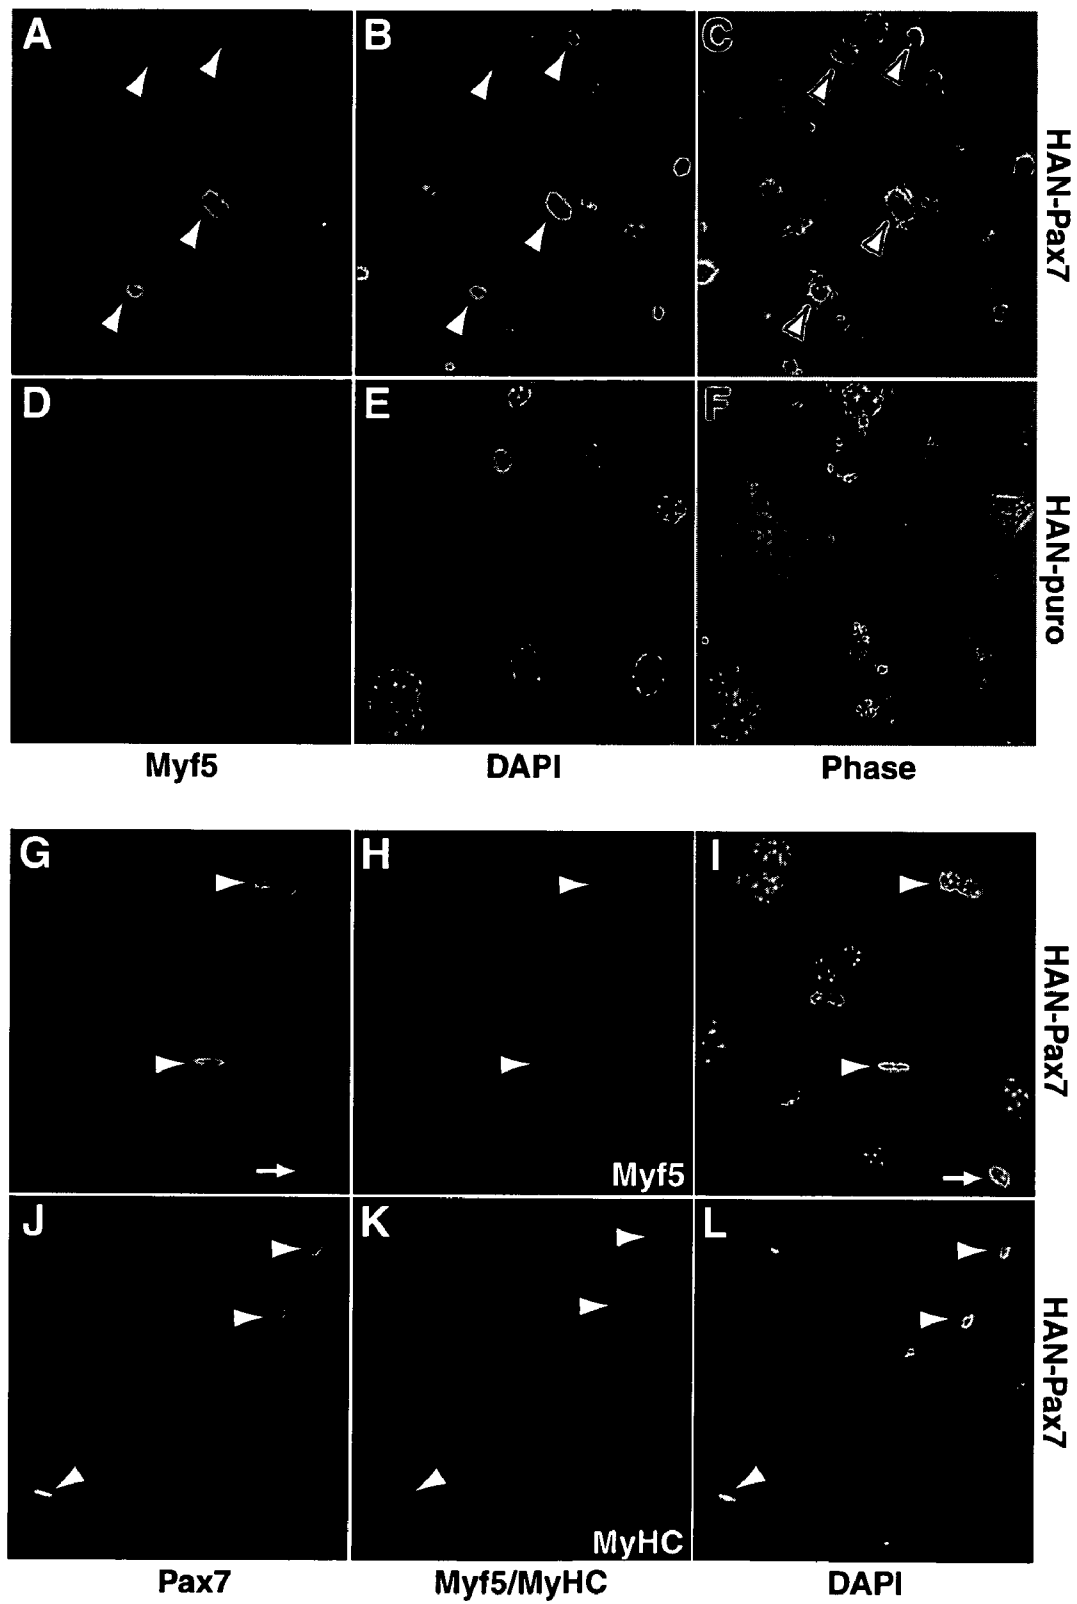 A
B
C
HAN-Pax7
D
E
F
HAN-puro
Myf5
DAPI
Phase
G
H
I
HAN-Pax7
Myf5
J
K
L
HAN-Pax7
MyHC
Pax7
Myf5/MyHC
DAPI